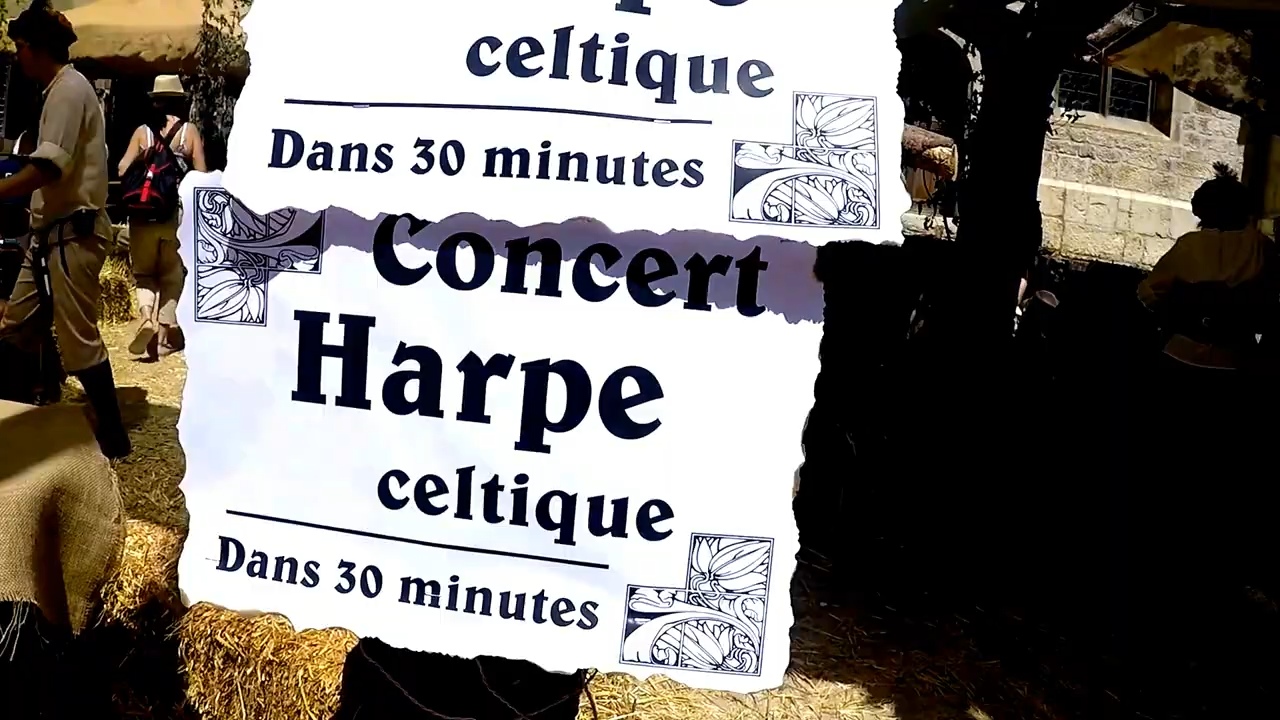 celtique
Dans 30 minutes
Concert
Harpe
celtique
Dans 30 minutes